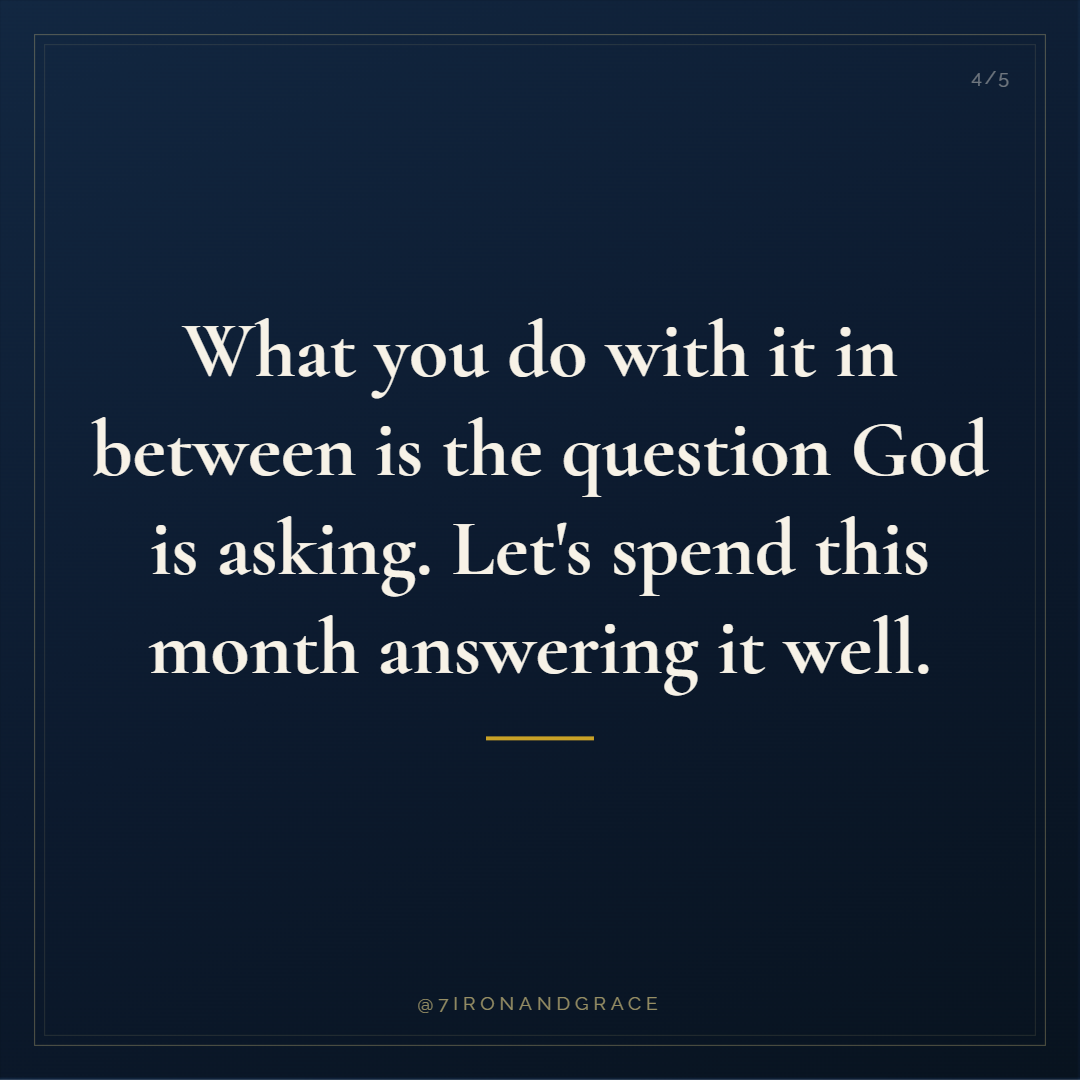 4/5
What you do with it in
between is the question God
is asking. Let's spend this
month answering it well.
@7IRONANDGRACE